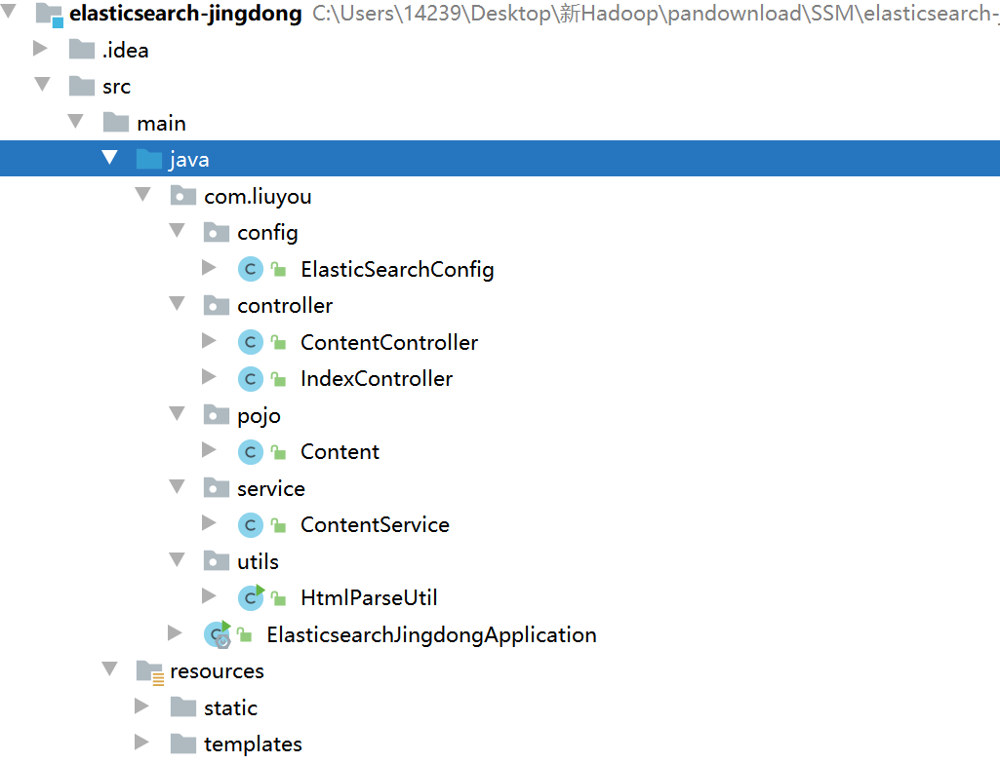 elasticsearch-jingdong C:\Users\14239\Desktop\新Hadoop\pandownload\SSM\elasticsearch-
.idea
src
main
java
com.liuyou
config
C ElasticSearchConfig
controller
C ContentController
C IndexController
pojo
C Content
service
C ContentService
utils
C HtmlParseUtil
C ElasticsearchJingdongApplication
resources
static
templates